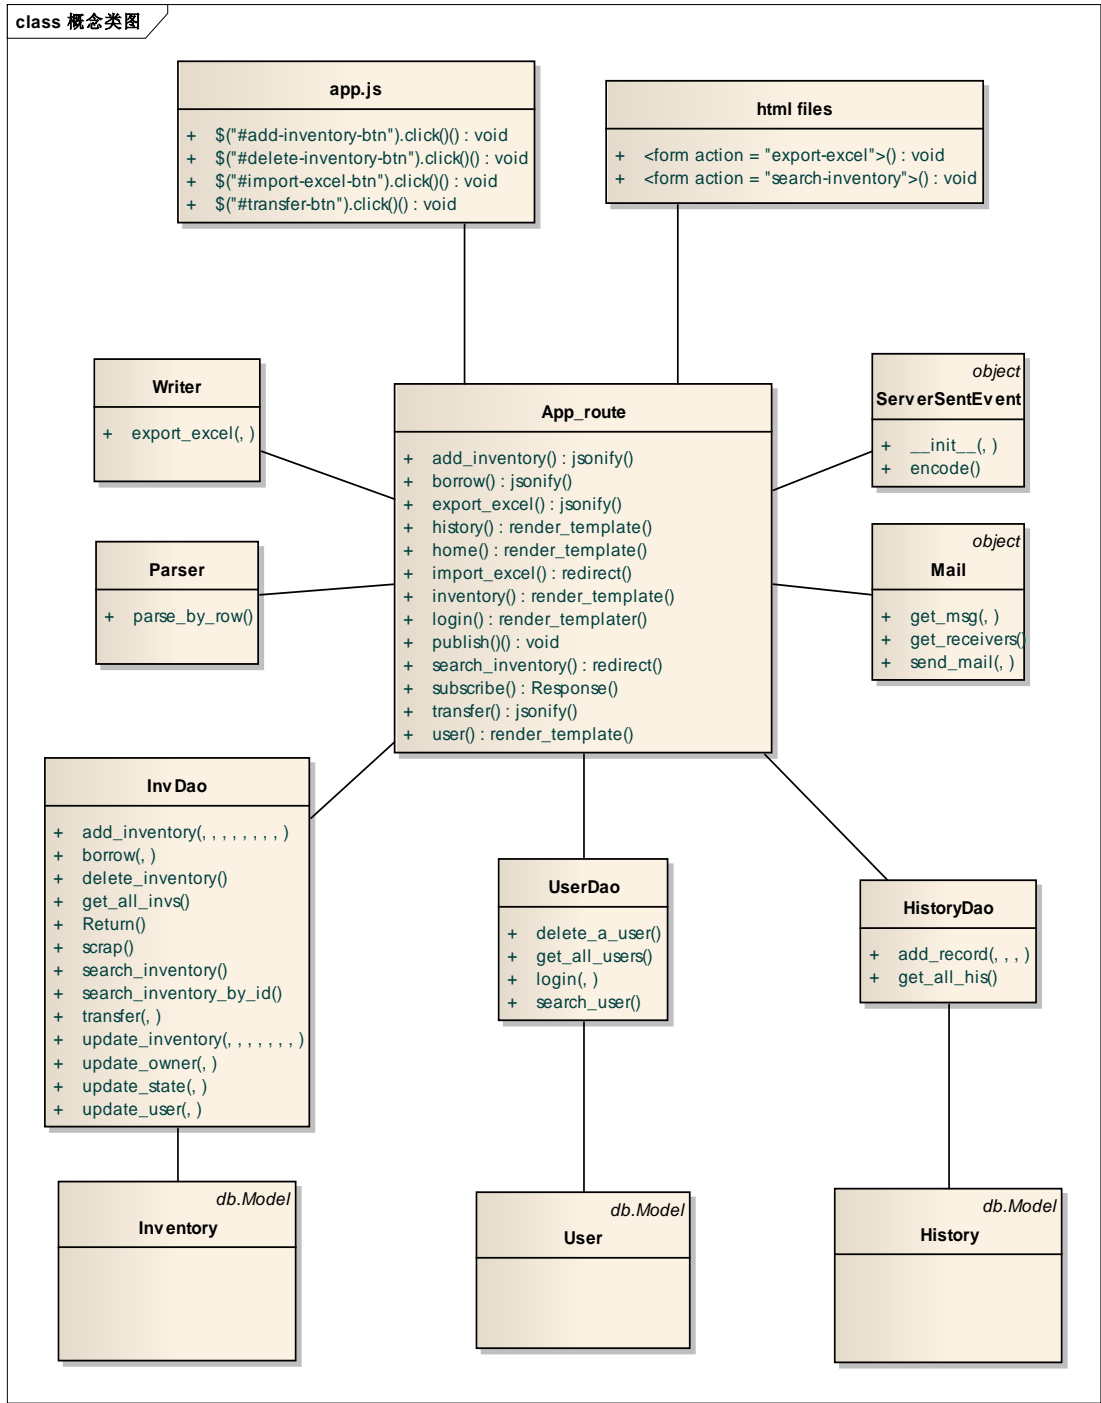 class 概念类图
app.js
+ $("#add-inventory-btn").click()() : void
+ $("#delete-inventory-btn").click()() : void
+ $("#import-excel-btn").click()() : void
+ $("#transfer-btn").click()() : void
html files
+ <form action = "export-excel">() : void
+ <form action = "search-inventory">() : void
Writer
+ export_excel(, )
Parser
+ parse_by_row()
App_route
+ add_inventory() : jsonify()
+ borrow() : jsonify()
+ export_excel() : jsonify()
+ history() : render_template()
+ home() : render_template()
+ import_excel() : redirect()
+ inventory() : render_template()
+ login() : render_templater()
+ publish()() : void
+ search_inventory() : redirect()
+ subscribe() : Response()
+ transfer() : jsonify()
+ user() : render_template()
object
ServerSentEvent
+ __init__(, )
+ encode()
object
Mail
+ get_msg(, )
+ get_receivers()
+ send_mail(, )
InvDao
+ add_inventory(, , , , , , , , )
+ borrow(, )
+ delete_inventory()
+ get_all_invs()
+ Return()
+ scrap()
+ search_inventory()
+ search_inventory_by_id()
+ transfer(, )
+ update_inventory(, , , , , , , )
+ update_owner(, )
+ update_state(, )
+ update_user(, )
UserDao
+ delete_a_user()
+ get_all_users()
+ login(, )
+ search_user()
HistoryDao
+ add_record(, , , )
+ get_all_his()
db.Model
Inventory
db.Model
User
db.Model
History